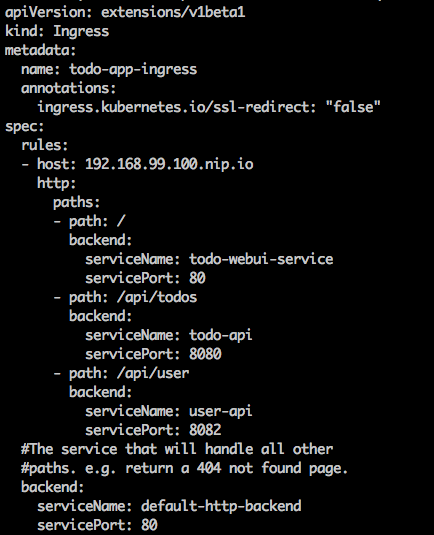 apiVersion: extensions/v1beta1
kind: Ingress
metadata:
  name: todo-app-ingress
  annotations:
    ingress.kubernetes.io/ssl-redirect: "false"
spec:
  rules:
  - host: 192.168.99.100.nip.io
    http:
      paths:
      - path: /
        backend:
          serviceName: todo-webui-service
          servicePort: 80
      - path: /api/todos
        backend:
          serviceName: todo-api
          servicePort: 8080
      - path: /api/user
        backend:
          serviceName: user-api
          servicePort: 8082
  #The service that will handle all other
  #paths. e.g. return a 404 not found page.
  backend:
    serviceName: default-http-backend
    servicePort: 80